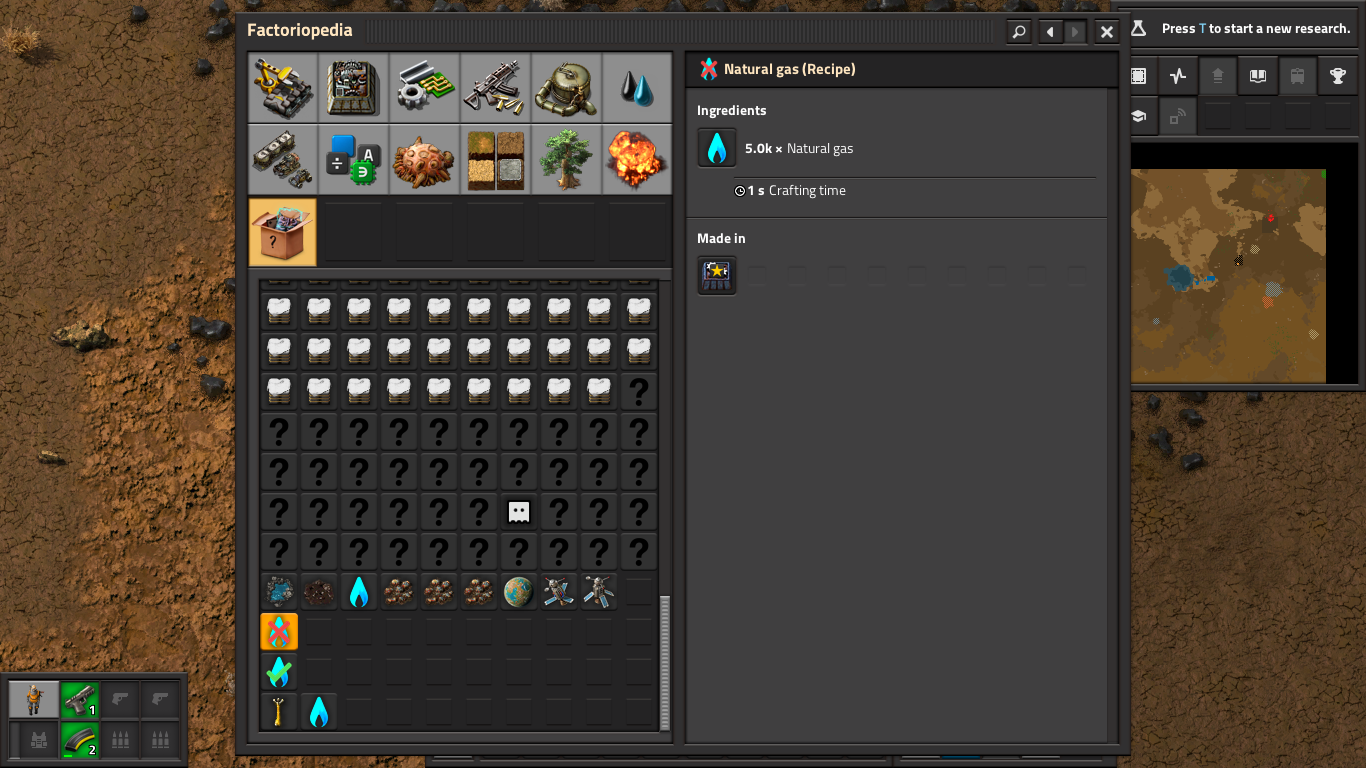 Factoriopedia
Press T to start a new research.
Natural gas (Recipe)
Ingredients
5.0k × Natural gas
1 s Crafting time
Made in
A
?
1
2